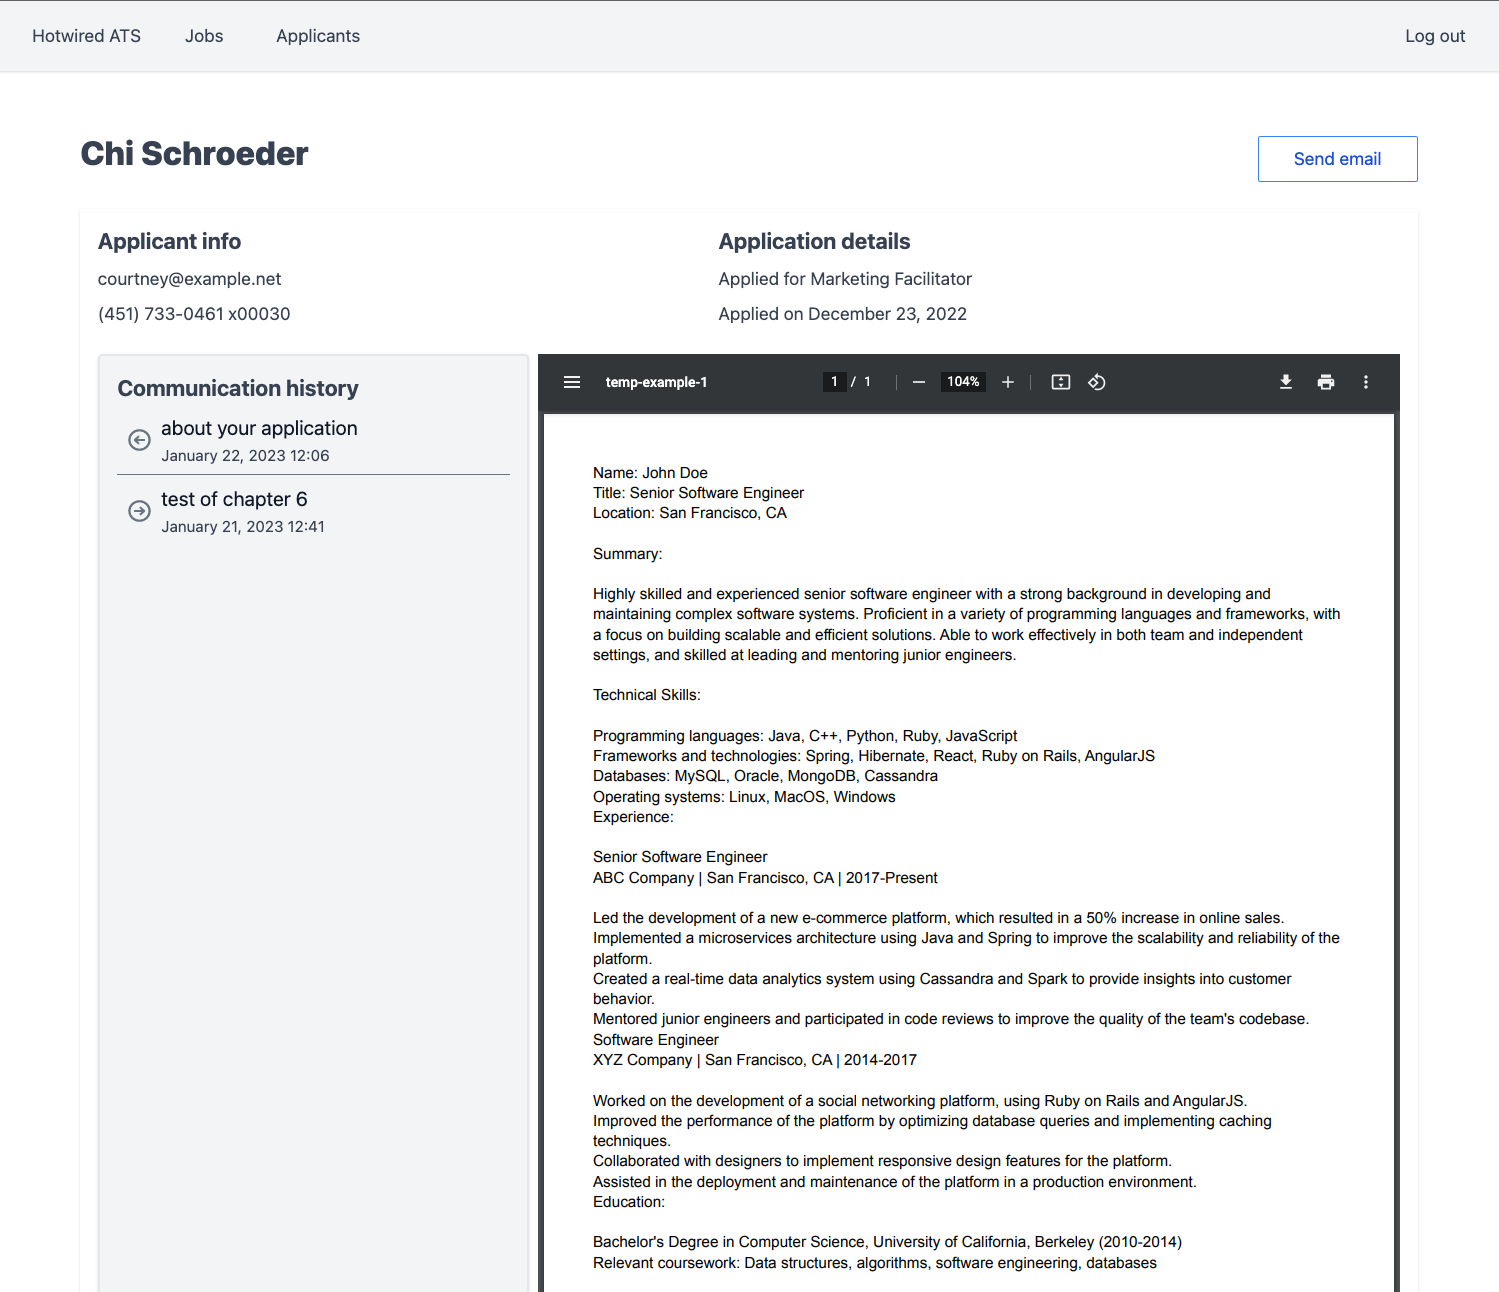 Hotwired ATS Jobs Applicants Log out
Chi Schroeder
Send email
Applicant info
courtney@example.net
(451) 733-0461 x00030
Application details
Applied for Marketing Facilitator
Applied on December 23, 2022
Communication history
about your application
January 22, 2023 12:06
test of chapter 6
January 21, 2023 12:41
temp-example-1 1 / 1 104%
Name: John Doe
Title: Senior Software Engineer
Location: San Francisco, CA
Summary:
Highly skilled and experienced senior software engineer with a strong background in developing and
maintaining complex software systems. Proficient in a variety of programming languages and frameworks, with
a focus on building scalable and efficient solutions. Able to work effectively in both team and independent
settings, and skilled at leading and mentoring junior engineers.
Technical Skills:
Programming languages: Java, C++, Python, Ruby, JavaScript
Frameworks and technologies: Spring, Hibernate, React, Ruby on Rails, AngularJS
Databases: MySQL, Oracle, MongoDB, Cassandra
Operating systems: Linux, MacOS, Windows
Experience:
Senior Software Engineer
ABC Company | San Francisco, CA | 2017-Present
Led the development of a new e-commerce platform, which resulted in a 50% increase in online sales.
Implemented a microservices architecture using Java and Spring to improve the scalability and reliability of the
platform.
Created a real-time data analytics system using Cassandra and Spark to provide insights into customer
behavior.
Mentored junior engineers and participated in code reviews to improve the quality of the team's codebase.
Software Engineer
XYZ Company | San Francisco, CA | 2014-2017
Worked on the development of a social networking platform, using Ruby on Rails and AngularJS.
Improved the performance of the platform by optimizing database queries and implementing caching
techniques.
Collaborated with designers to implement responsive design features for the platform.
Assisted in the deployment and maintenance of the platform in a production environment.
Education:
Bachelor's Degree in Computer Science, University of California, Berkeley (2010-2014)
Relevant coursework: Data structures, algorithms, software engineering, databases